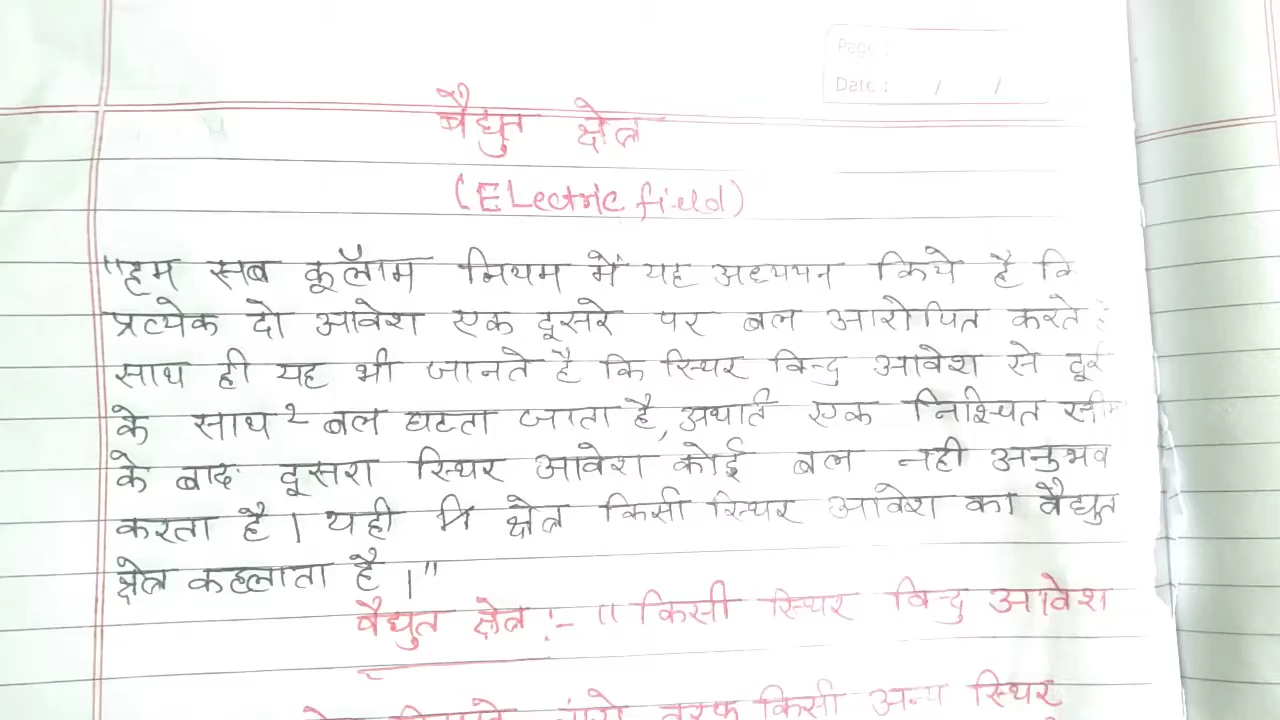 Page :
Date : / /
वैद्युत क्षेत्र
(Electric field)
"हम सब कूलॉम नियम में यह अध्ययन किये है कि
प्रत्येक दो आवेश एक दूसरे पर बल आरोपित करते
साथ ही यह भी जानते है कि स्थिर विन्दु आवेश से
के साथ २ बल घटता जाता है, अर्थात एक निश्चित
के बाद दूसरा स्थिर आवेश कोई बल नही अनुभव
करता है । यही क्षेत्र किसी स्थिर आवेश का वैद्युत
क्षेत्र कहलाता है ।"
वैद्युत क्षेत्र :- "किसी स्थिर विन्दु आवेश
तरफ किसी अन्य स्थिर